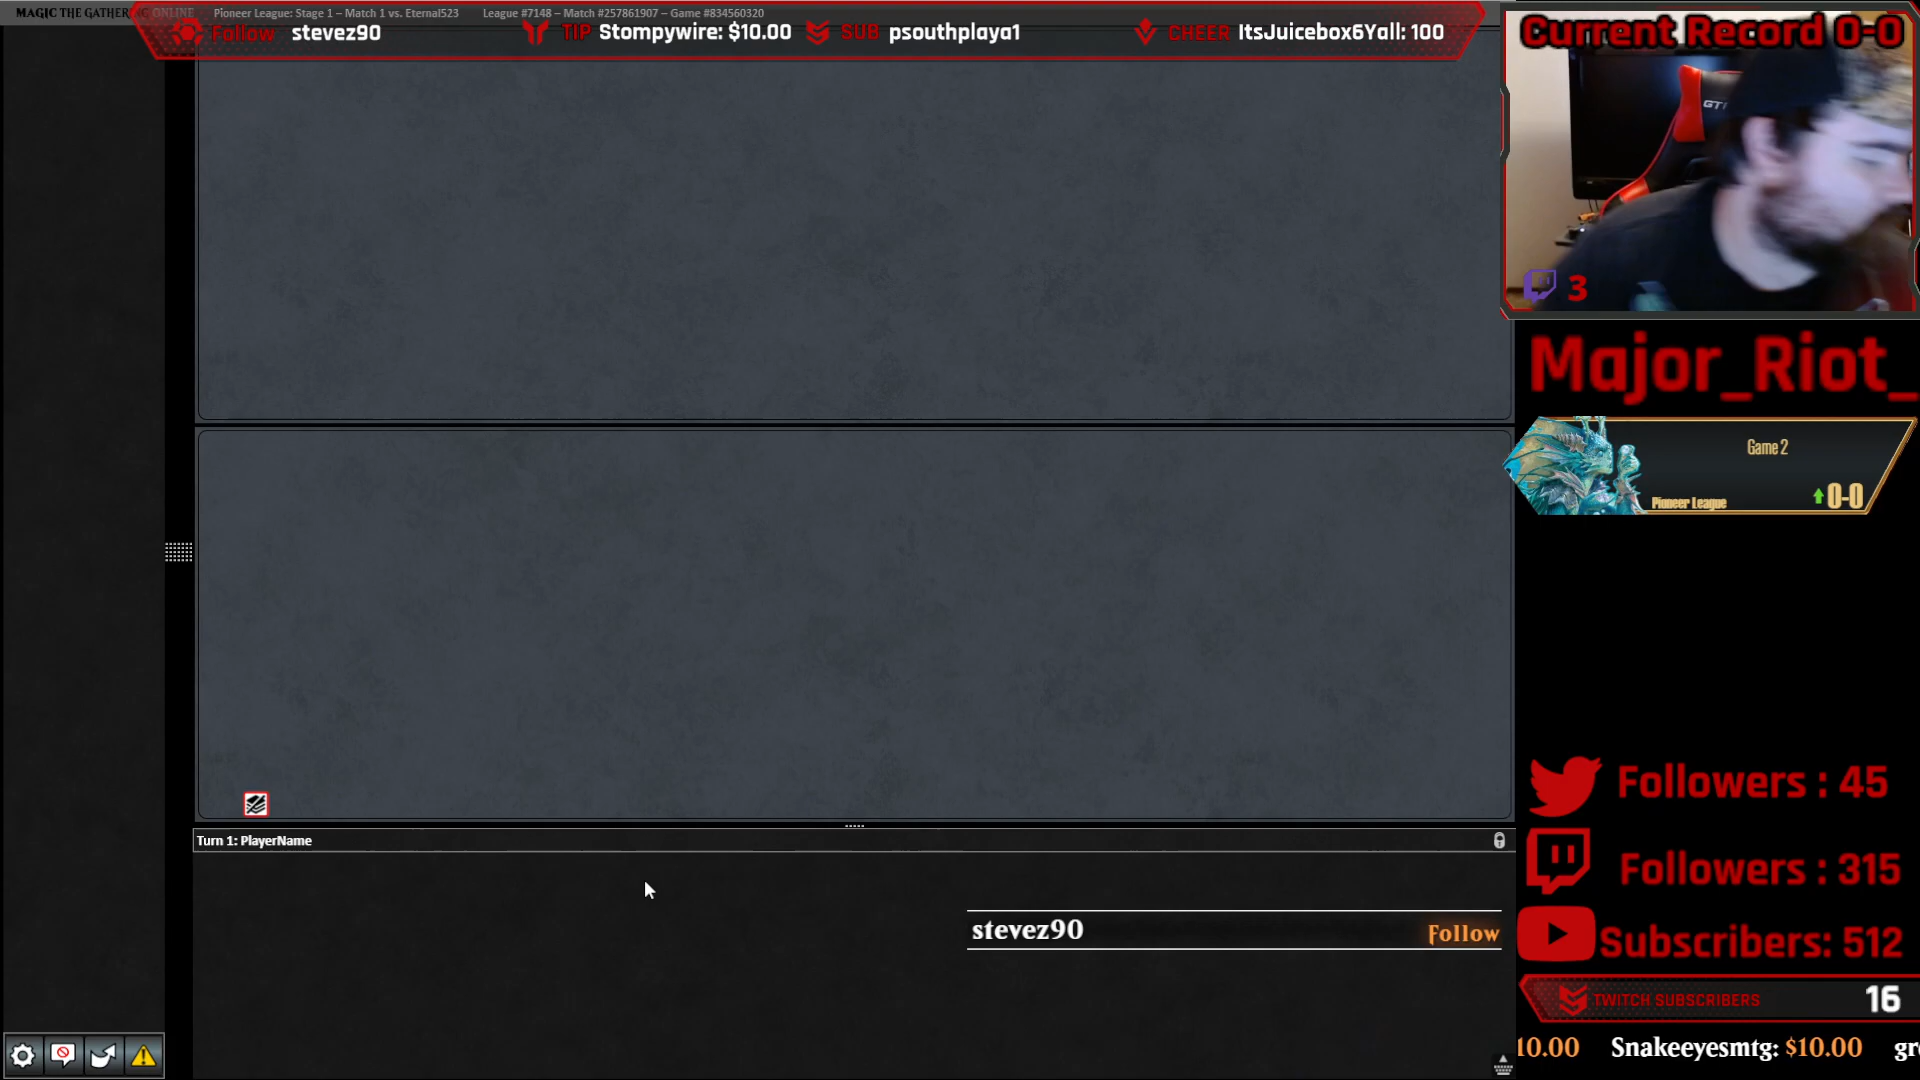 MAGIC THE GATHERING ONLINE Pioneer League: Stage 1 – Match 1 vs. Eternal523 League #7148 – Match #257861907 – Game #834560320
Follow stevez90 TIP Stompywire: $10.00 SUB psouthplaya1 CHEER ItsJuicebox6Yall: 100
Current Record 0-0
GT
3
Major_Riot_
Game 2
Pioneer League 0-0
Followers : 45
Turn 1: PlayerName
Followers : 315
stevez90 Follow
Subscribers: 512
TWITCH SUBSCRIBERS 16
10.00 Snakeeyesmtg: $10.00 gr